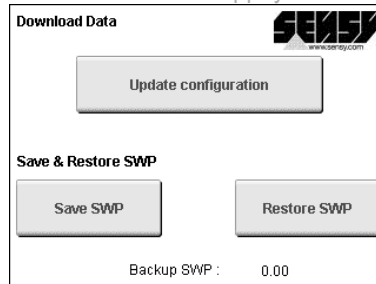 Download Data
SENSY
www.sensy.com
Update configuration
Save & Restore SWP
Save SWP
Restore SWP
Backup SWP :
0.00